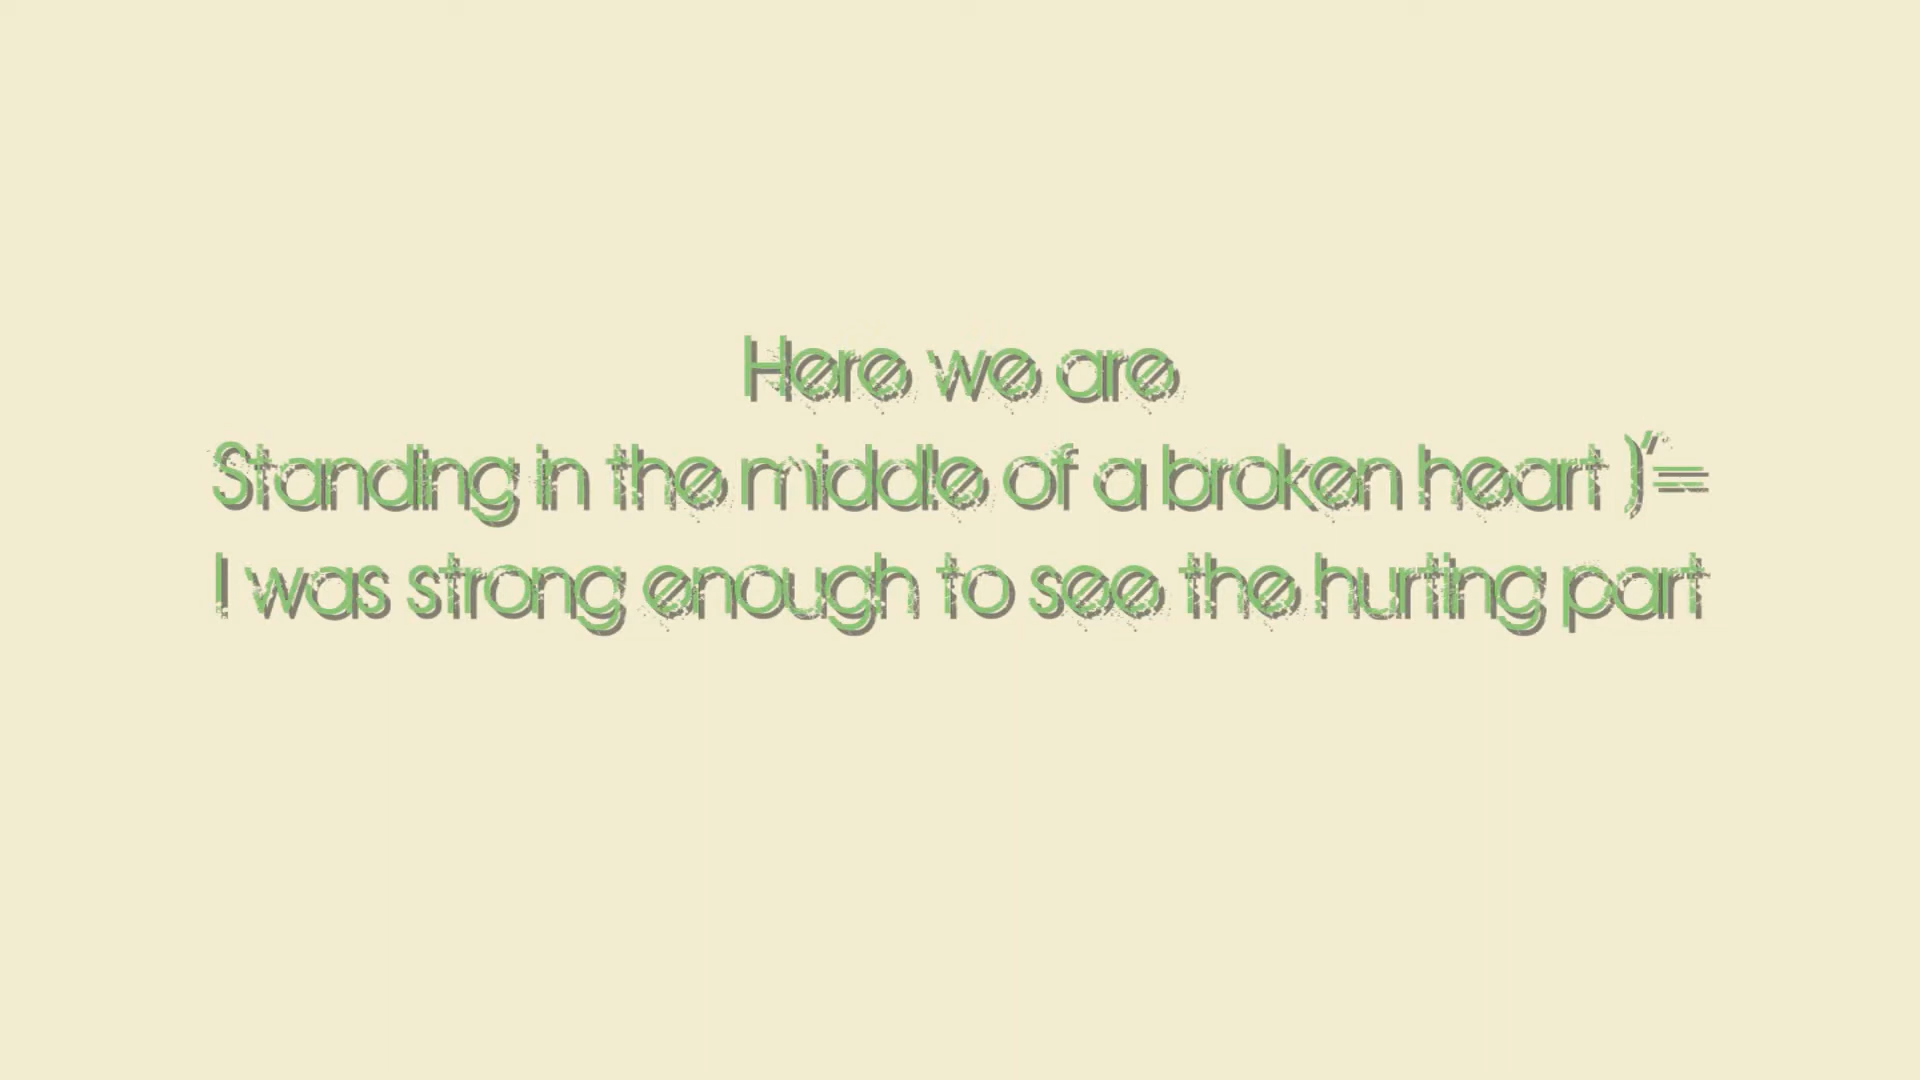 Here we are
Standing in the middle of a broken heart )'=
I was strong enough to see the hurting part